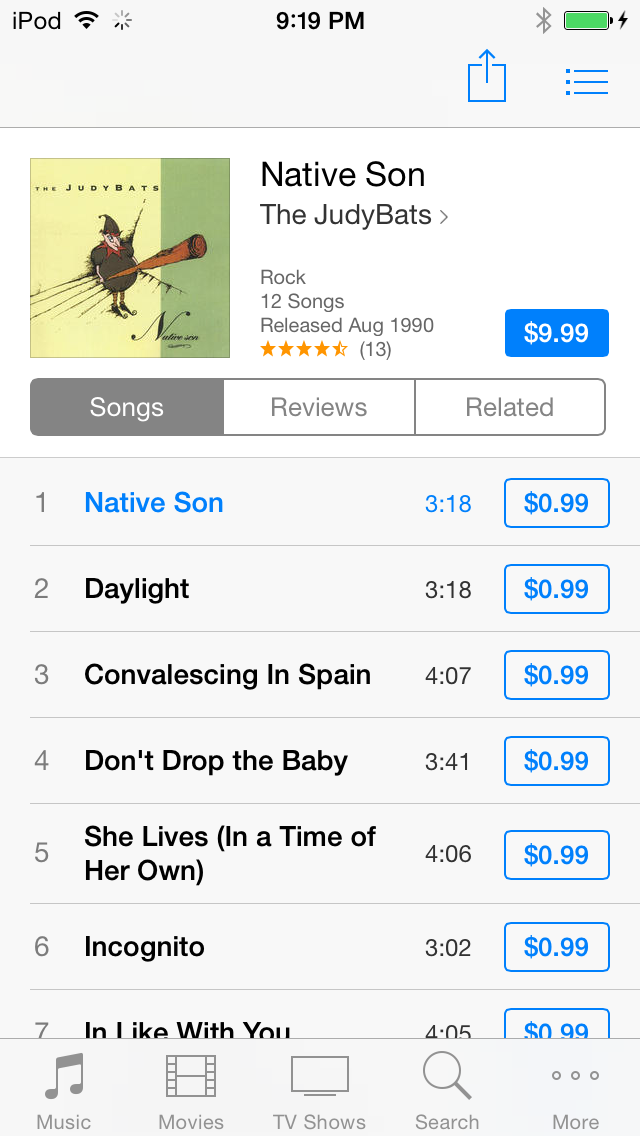 iPod
9:19 PM
THE JUDYBATS
Native son
Native Son
The JudyBats
Rock
12 Songs
Released Aug 1990
(13)
$9.99
Songs
Reviews
Related
1 Native Son 3:18 $0.99
2 Daylight 3:18 $0.99
3 Convalescing In Spain 4:07 $0.99
4 Don't Drop the Baby 3:41 $0.99
5 She Lives (In a Time of
Her Own) 4:06 $0.99
6 Incognito 3:02 $0.99
7 In Like With You 4:05 $0.99
Music
Movies
TV Shows
Search
More